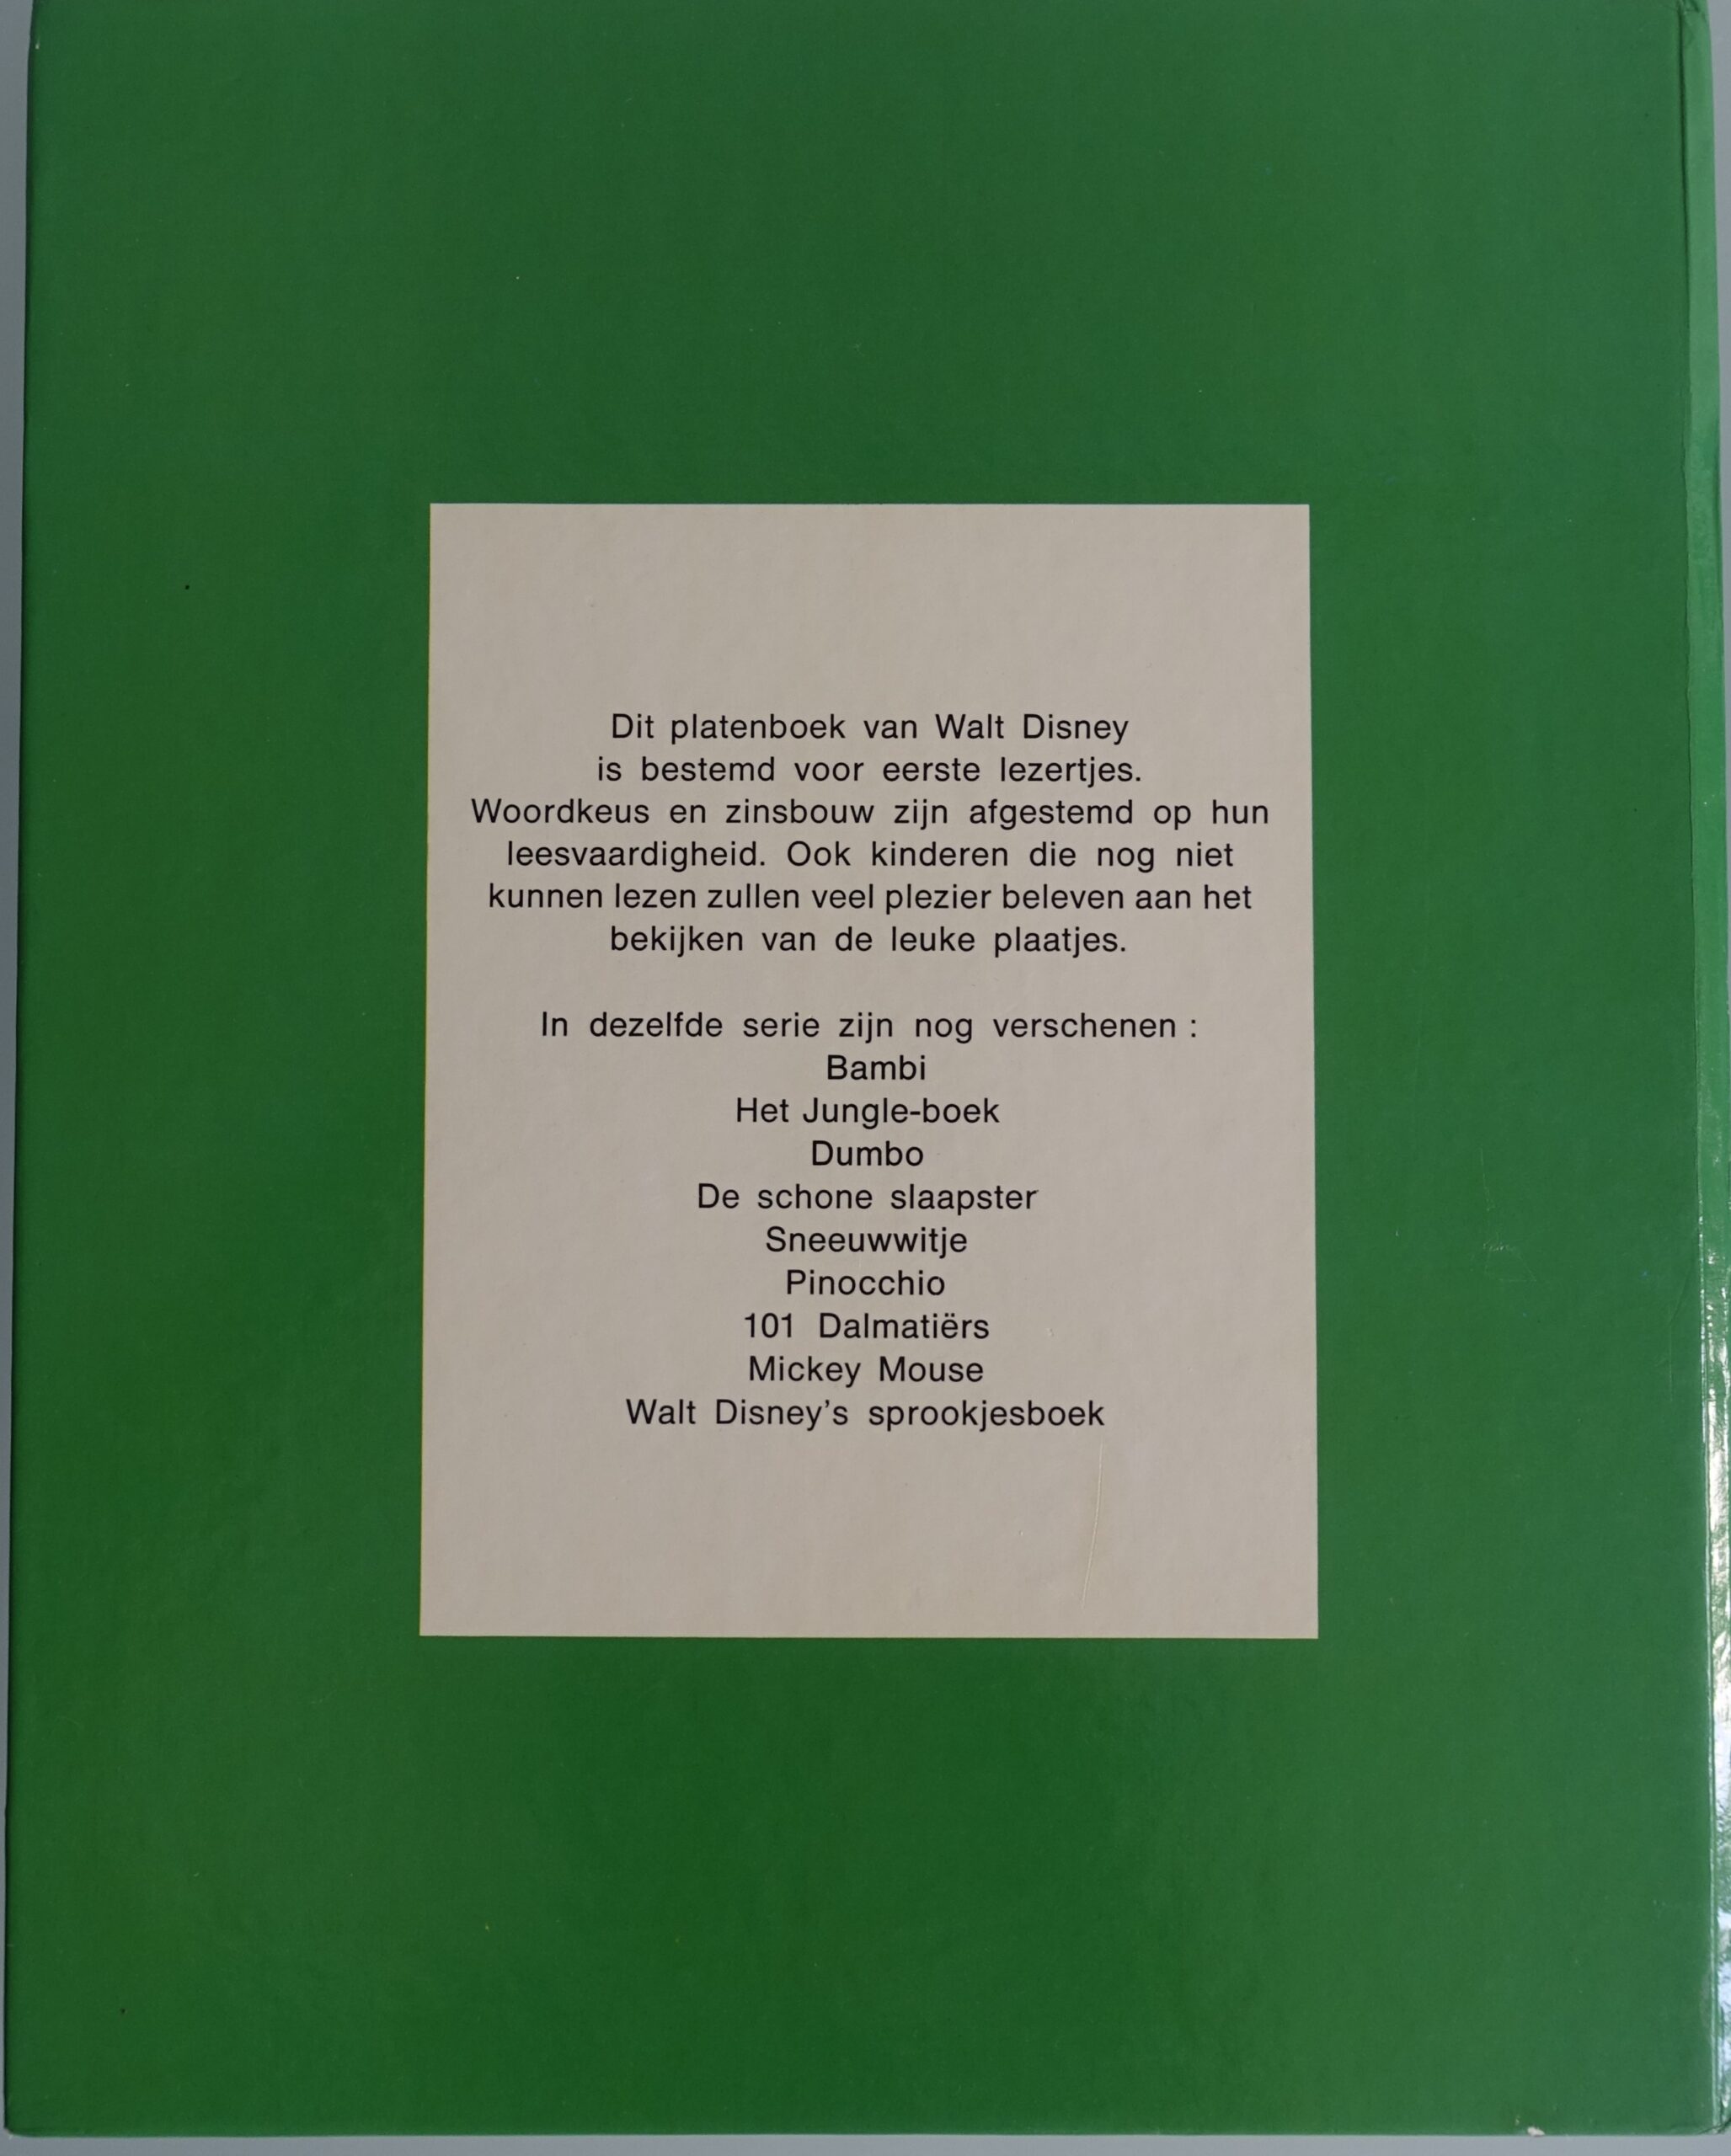 Dit platenboek van Walt Disney
is bestemd voor eerste lezertjes.
Woordkeus en zinsbouw zijn afgestemd op hun
leesvaardigheid. Ook kinderen die nog niet
kunnen lezen zullen veel plezier beleven aan het
bekijken van de leuke plaatjes.
In dezelfde serie zijn nog verschenen :
Bambi
Het Jungle-boek
Dumbo
De schone slaapster
Sneeuwwitje
Pinocchio
101 Dalmatiërs
Mickey Mouse
Walt Disney's sprookjesboek